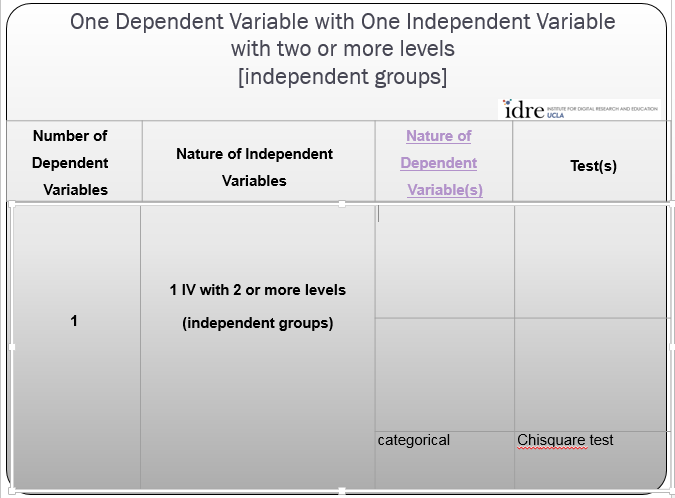 One Dependent Variable with One Independent Variable
with two or more levels
[independent groups]
idre INSTITUTE FOR DIGITAL RESEARCH AND EDUCATION
UCLA
Number of
Dependent
Variables
Nature of Independent
Variables
Nature of
Dependent
Variable(s)
Test(s)
1
1 IV with 2 or more levels
(independent groups)
categorical
Chisquare test